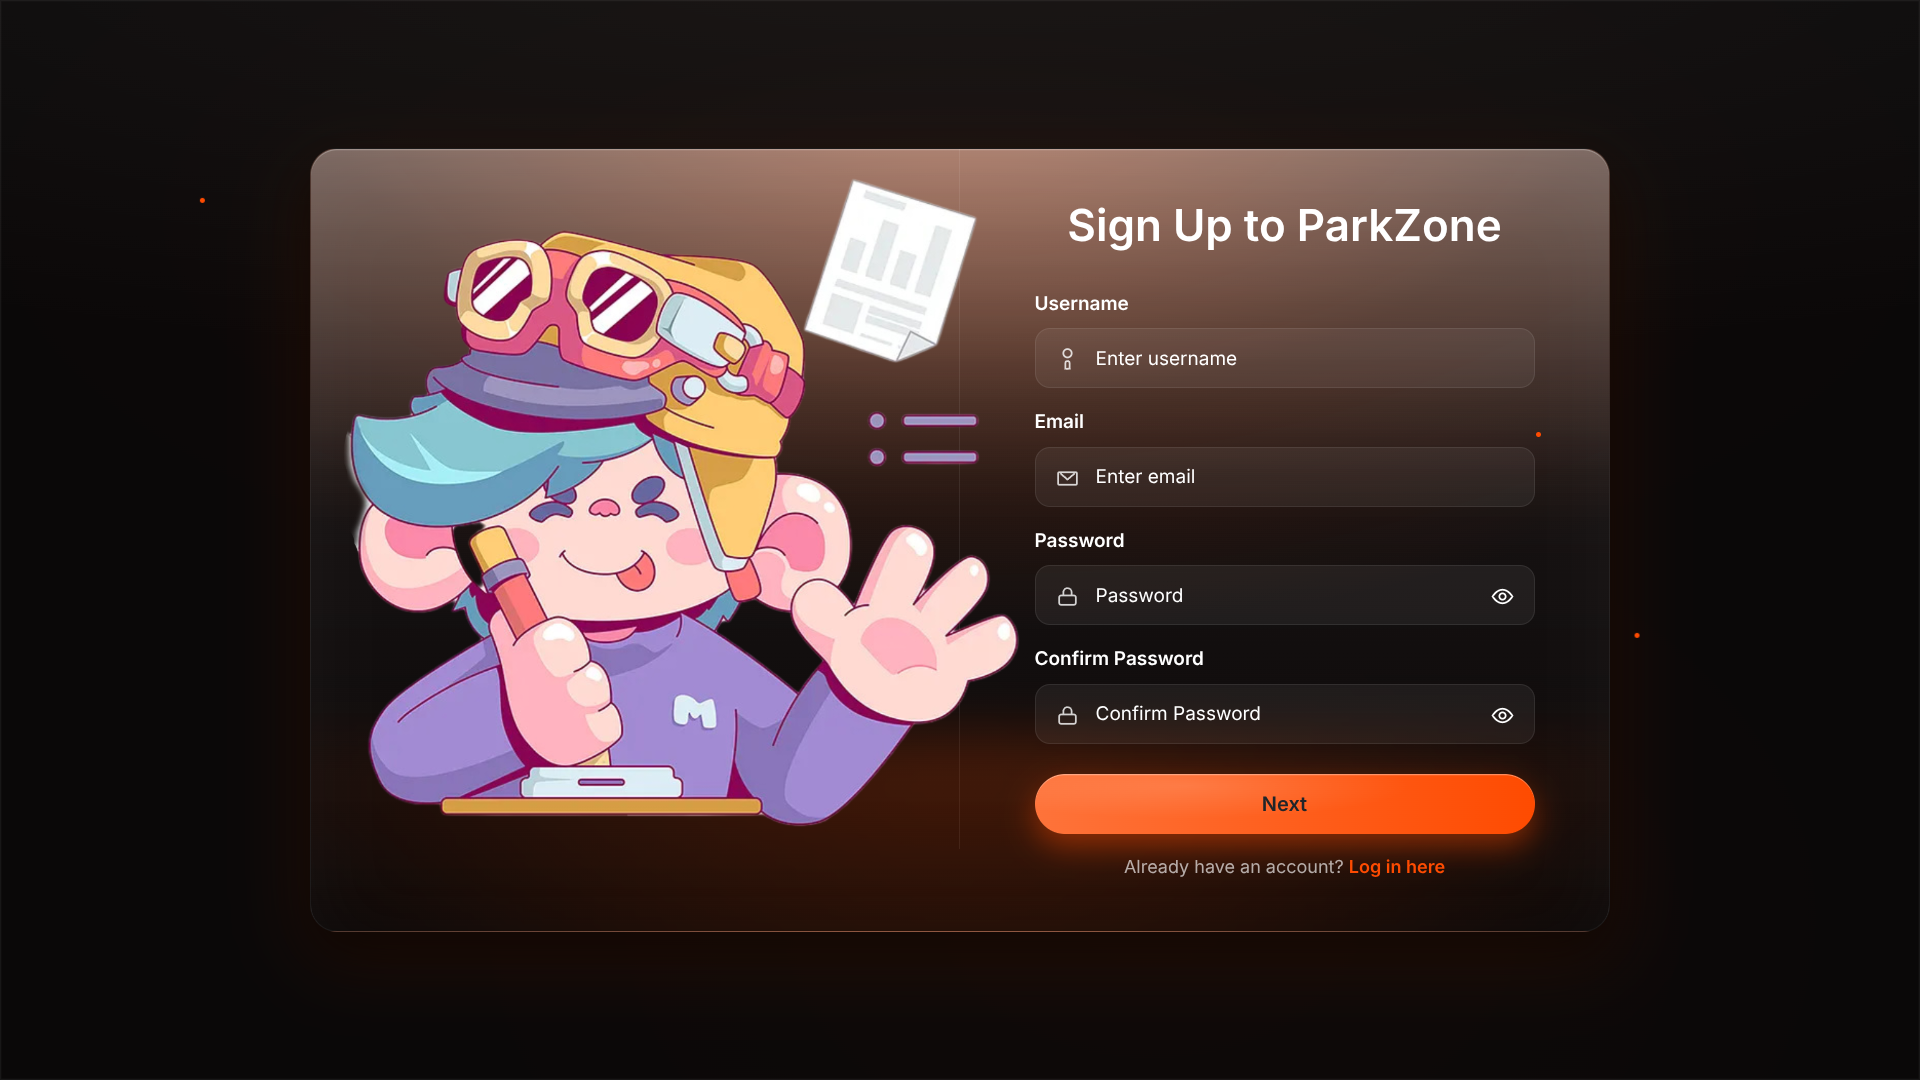 Sign Up to ParkZone
Username
Enter username
Email
Enter email
Password
Password
Confirm Password
Confirm Password
Next
Already have an account? Log in here
M